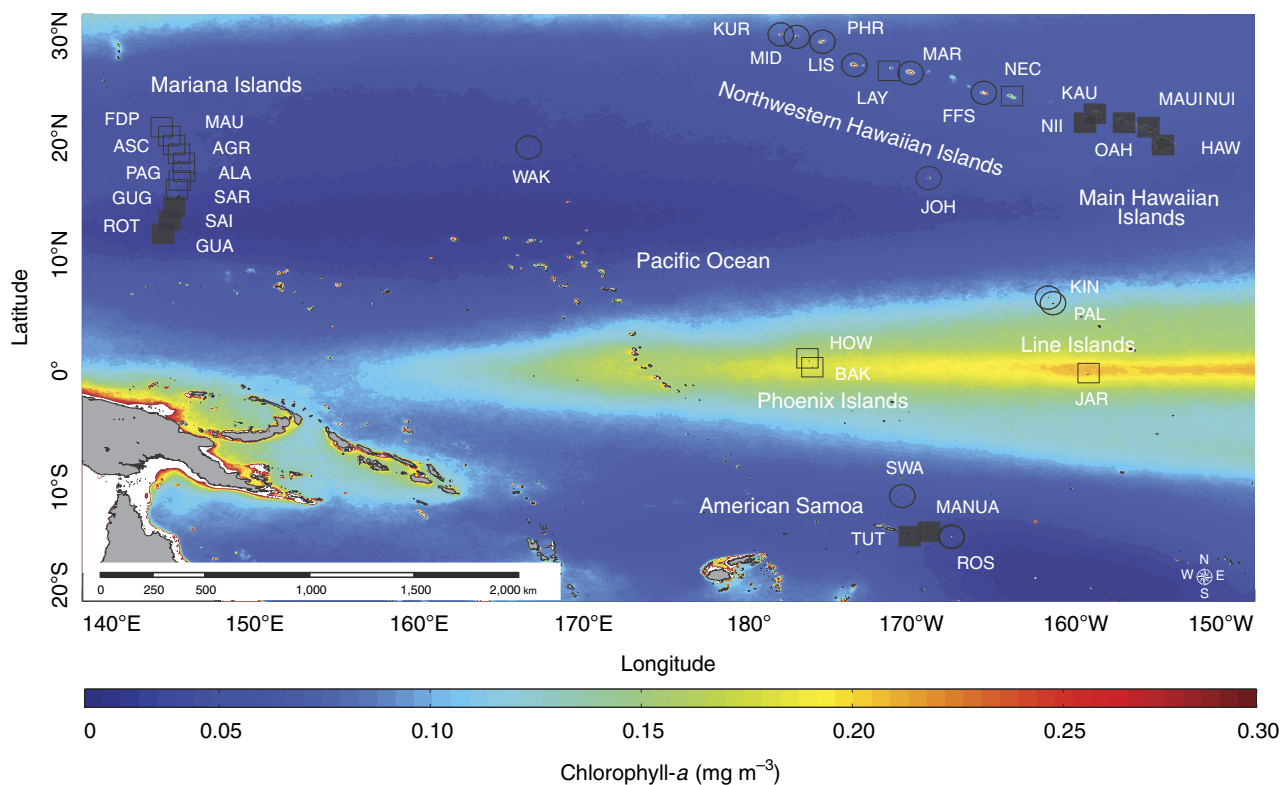 30°N
20°N
10°N
0°
10°S
20°S
Latitude
KUR
PHR
MID
LIS
MAR
LAY
NEC
FFS
KAU
MAUI NUI
NII
OAH
HAW
Northwestern Hawaiian Islands
Main Hawaiian
Islands
JOH
Mariana Islands
FDP
MAU
ASC
AGR
PAG
ALA
GUG
SAR
ROT
SAI
GUA
WAK
Pacific Ocean
KIN
PAL
HOW
Line Islands
BAK
Phoenix Islands
JAR
SWA
American Samoa
MANUA
TUT
ROS
N
W E
S
0 250 500 1,000 1,500 2,000 km
140°E 150°E 160°E 170°E 180° 170°W 160°W 150°W
Longitude
0 0.05 0.10 0.15 0.20 0.25 0.30
Chlorophyll-a (mg m⁻³)